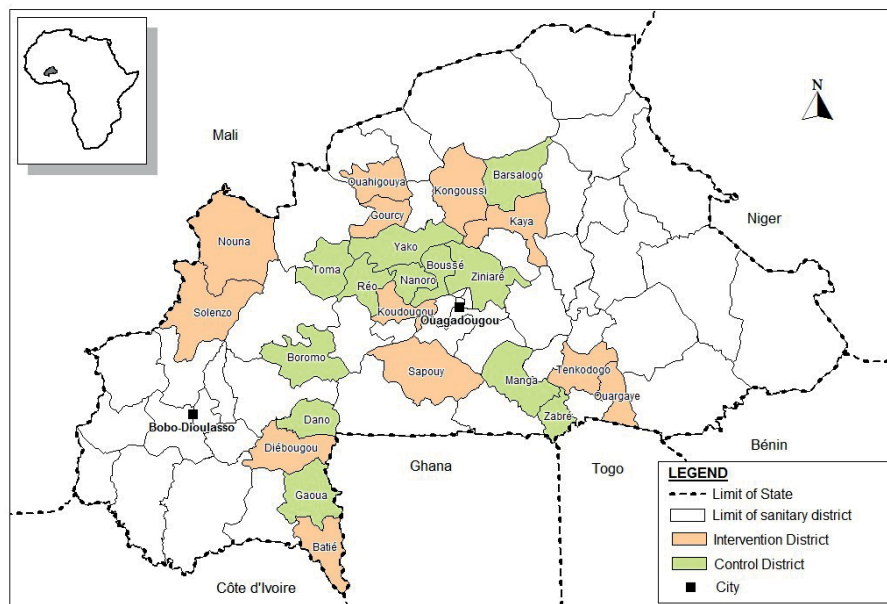 N
Mali
Barsalogo
Ouahigouya
Kongoussi
Gourcy
Kaya
Niger
Nouna
Yako
Toma
Boussé
Ziniaré
Réo
Nanoro
Solenzo
Koudougou
Ouagadougou
Boromo
Sapouy
Manga
Tenkodogo
Ouargaye
Bobo-Dioulasso
Dano
Zabré
Diébougou
Bénin
Ghana
Togo
Gaoua
Batié
Côte d'Ivoire
LEGEND
Limit of State
Limit of sanitary district
Intervention District
Control District
City